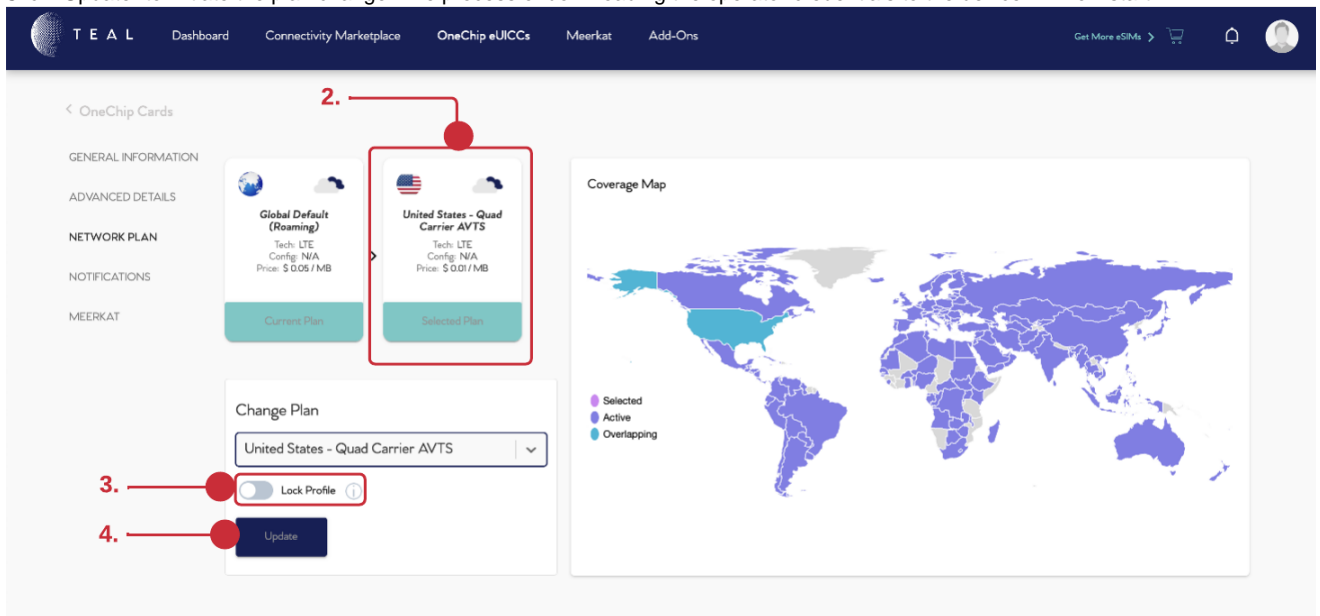 TEAL
Dashboard
Connectivity Marketplace
OneChip eUICCs
Meerkat
Add-Ons
Get More eSIMs >
< OneChip Cards
GENERAL INFORMATION
ADVANCED DETAILS
NETWORK PLAN
NOTIFICATIONS
MEERKAT
2.
Global Default
(Roaming)
Tech: LTE
Config: N/A
Price: $ 0.05 / MB
Current Plan
United States - Quad
Carrier AVTS
Tech: LTE
Config: N/A
Price: $ 0.01 / MB
Selected Plan
Coverage Map
Selected
Active
Overlapping
Change Plan
United States - Quad Carrier AVTS
3.
Lock Profile
4.
Update